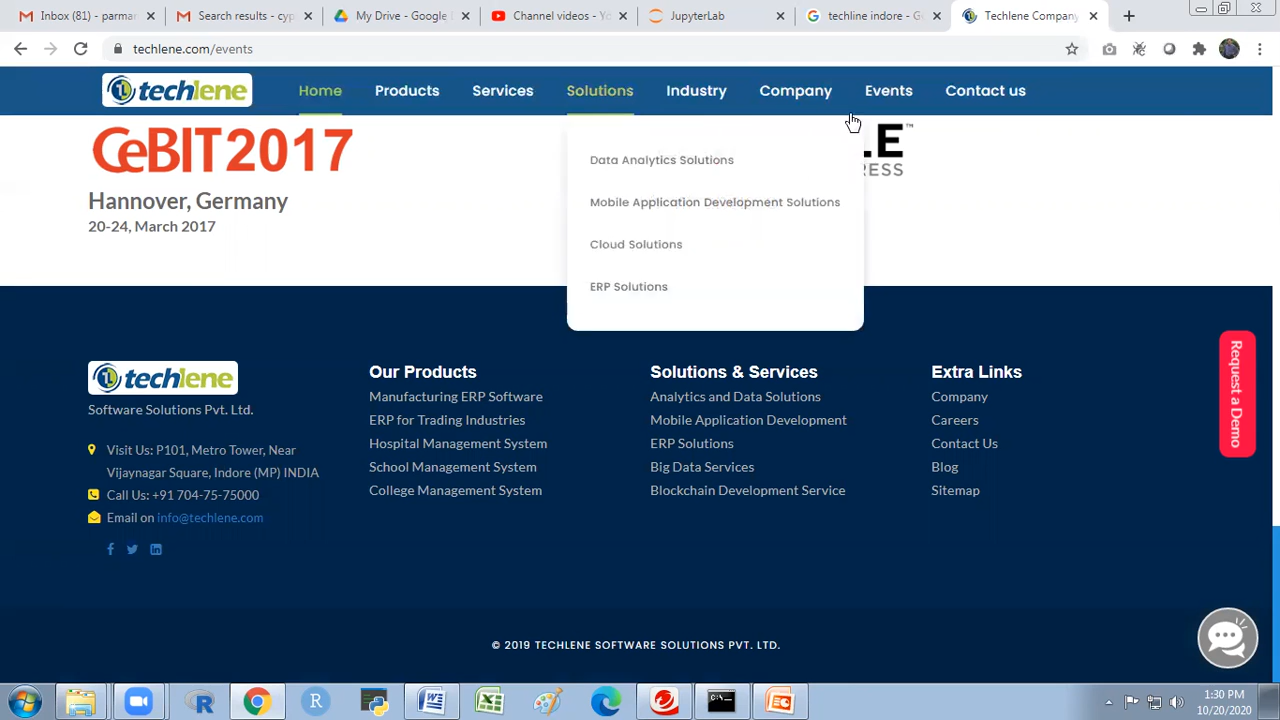 Inbox (81) - parmar
Search results - cyp
My Drive - Google
Channel videos - Yo
JupyterLab
techline indore - G
Techlene Company
techlene.com/events
techlene
Home Products Services Solutions Industry Company Events Contact us
CeBIT 2017
LE™
RESS
Hannover, Germany
20-24, March 2017
Data Analytics Solutions
Mobile Application Development Solutions
Cloud Solutions
ERP Solutions
techlene
Software Solutions Pvt. Ltd.
Visit Us: P101, Metro Tower, Near
Vijaynagar Square, Indore (MP) INDIA
Call Us: +91 704-75-75000
Email on info@techlene.com
Our Products
Manufacturing ERP Software
ERP for Trading Industries
Hospital Management System
School Management System
College Management System
Solutions & Services
Analytics and Data Solutions
Mobile Application Development
ERP Solutions
Big Data Services
Blockchain Development Service
Extra Links
Company
Careers
Contact Us
Blog
Sitemap
Request a Demo
© 2019 TECHLENE SOFTWARE SOLUTIONS PVT. LTD.
1:30 PM
10/20/2020